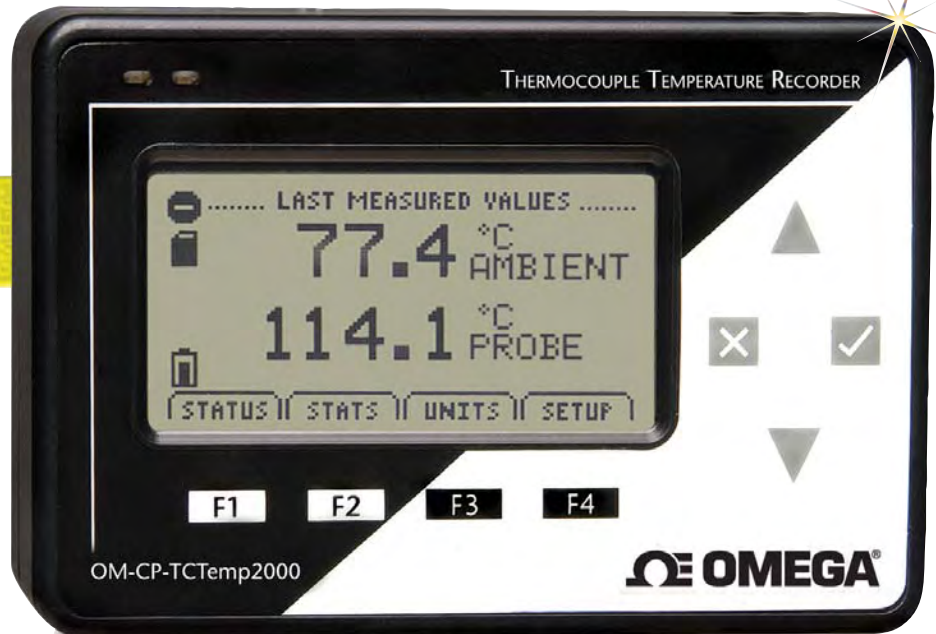 THERMOCOUPLE TEMPERATURE RECORDER
........ LAST MEASURED VALUES ........
77.4 °C AMBIENT
114.1 °C PROBE
STATUS STATS UNITS SETUP
F1 F2 F3 F4
OM-CP-TCTemp2000
OMEGA®